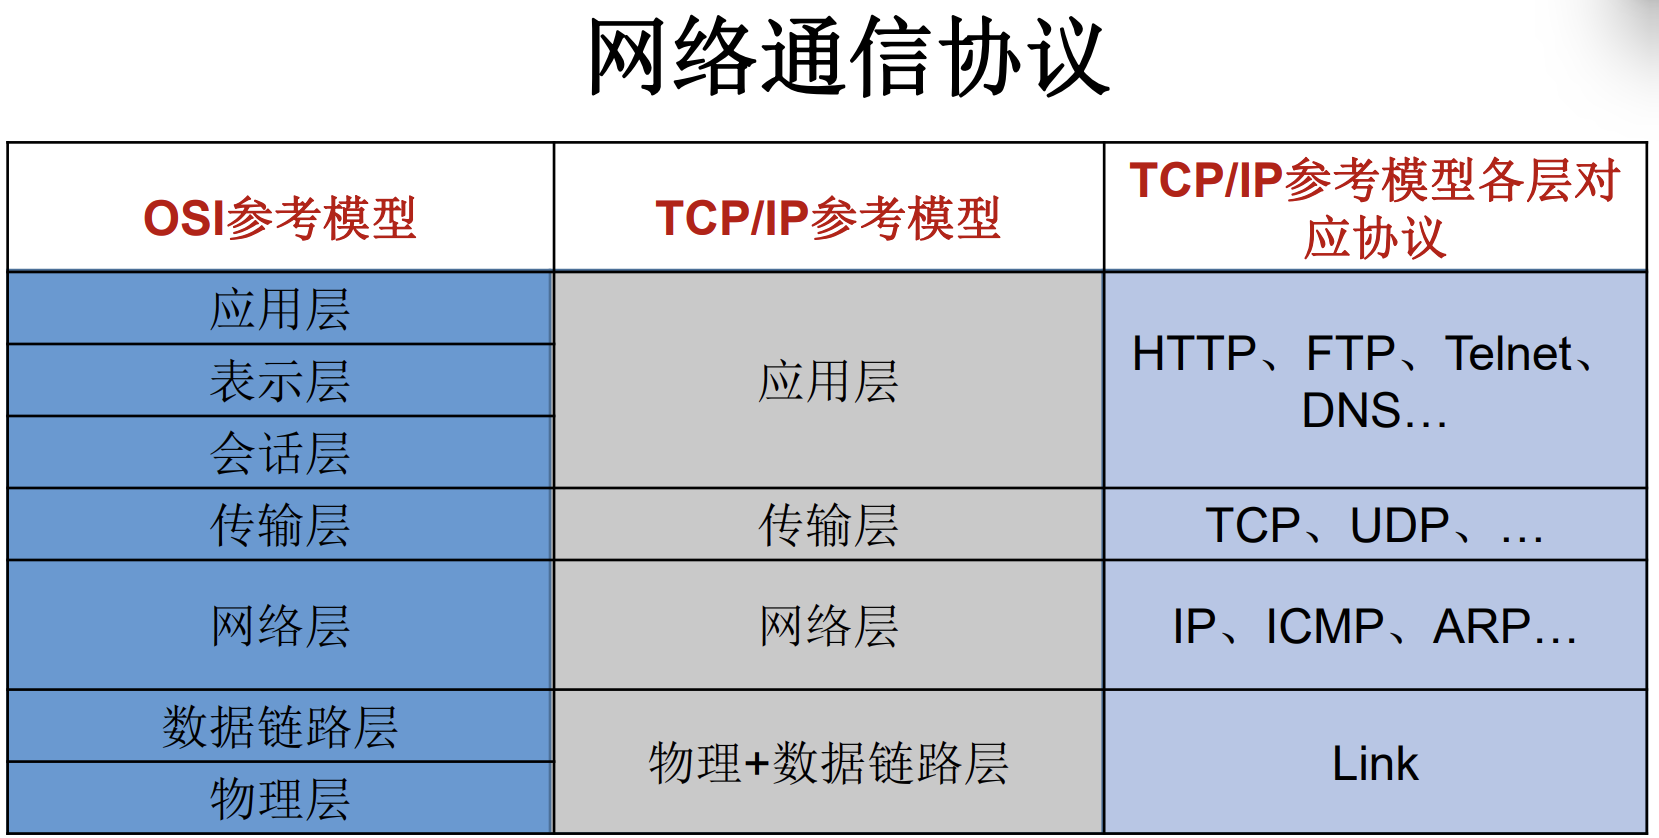 网络通信协议
OSI参考模型
TCP/IP参考模型
TCP/IP参考模型各层对
应协议
应用层
表示层
会话层
应用层
HTTP、FTP、Telnet、
DNS…
传输层
传输层
TCP、UDP、…
网络层
网络层
IP、ICMP、ARP…
数据链路层
物理层
物理+数据链路层
Link